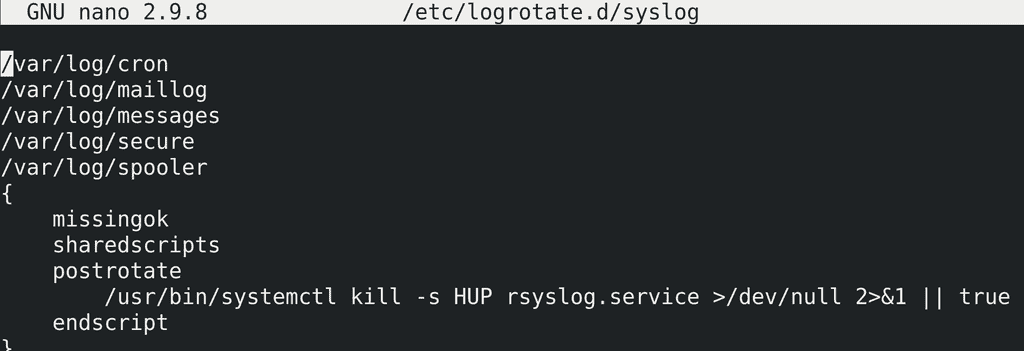 GNU nano 2.9.8 /etc/logrotate.d/syslog
/var/log/cron
/var/log/maillog
/var/log/messages
/var/log/secure
/var/log/spooler
{
    missingok
    sharedscripts
    postrotate
        /usr/bin/systemctl kill -s HUP rsyslog.service >/dev/null 2>&1 || true
    endscript
}